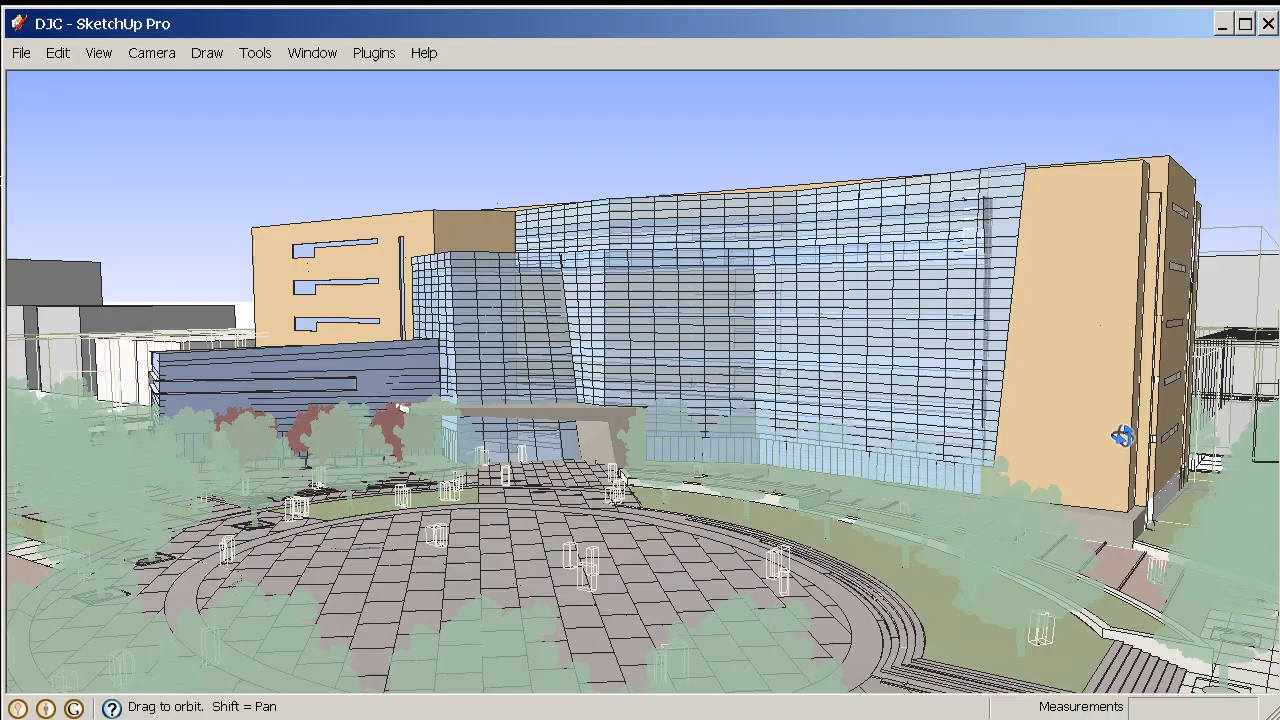 DJC - SketchUp Pro
File Edit View Camera Draw Tools Window Plugins Help
Drag to orbit. Shift = Pan Measurements